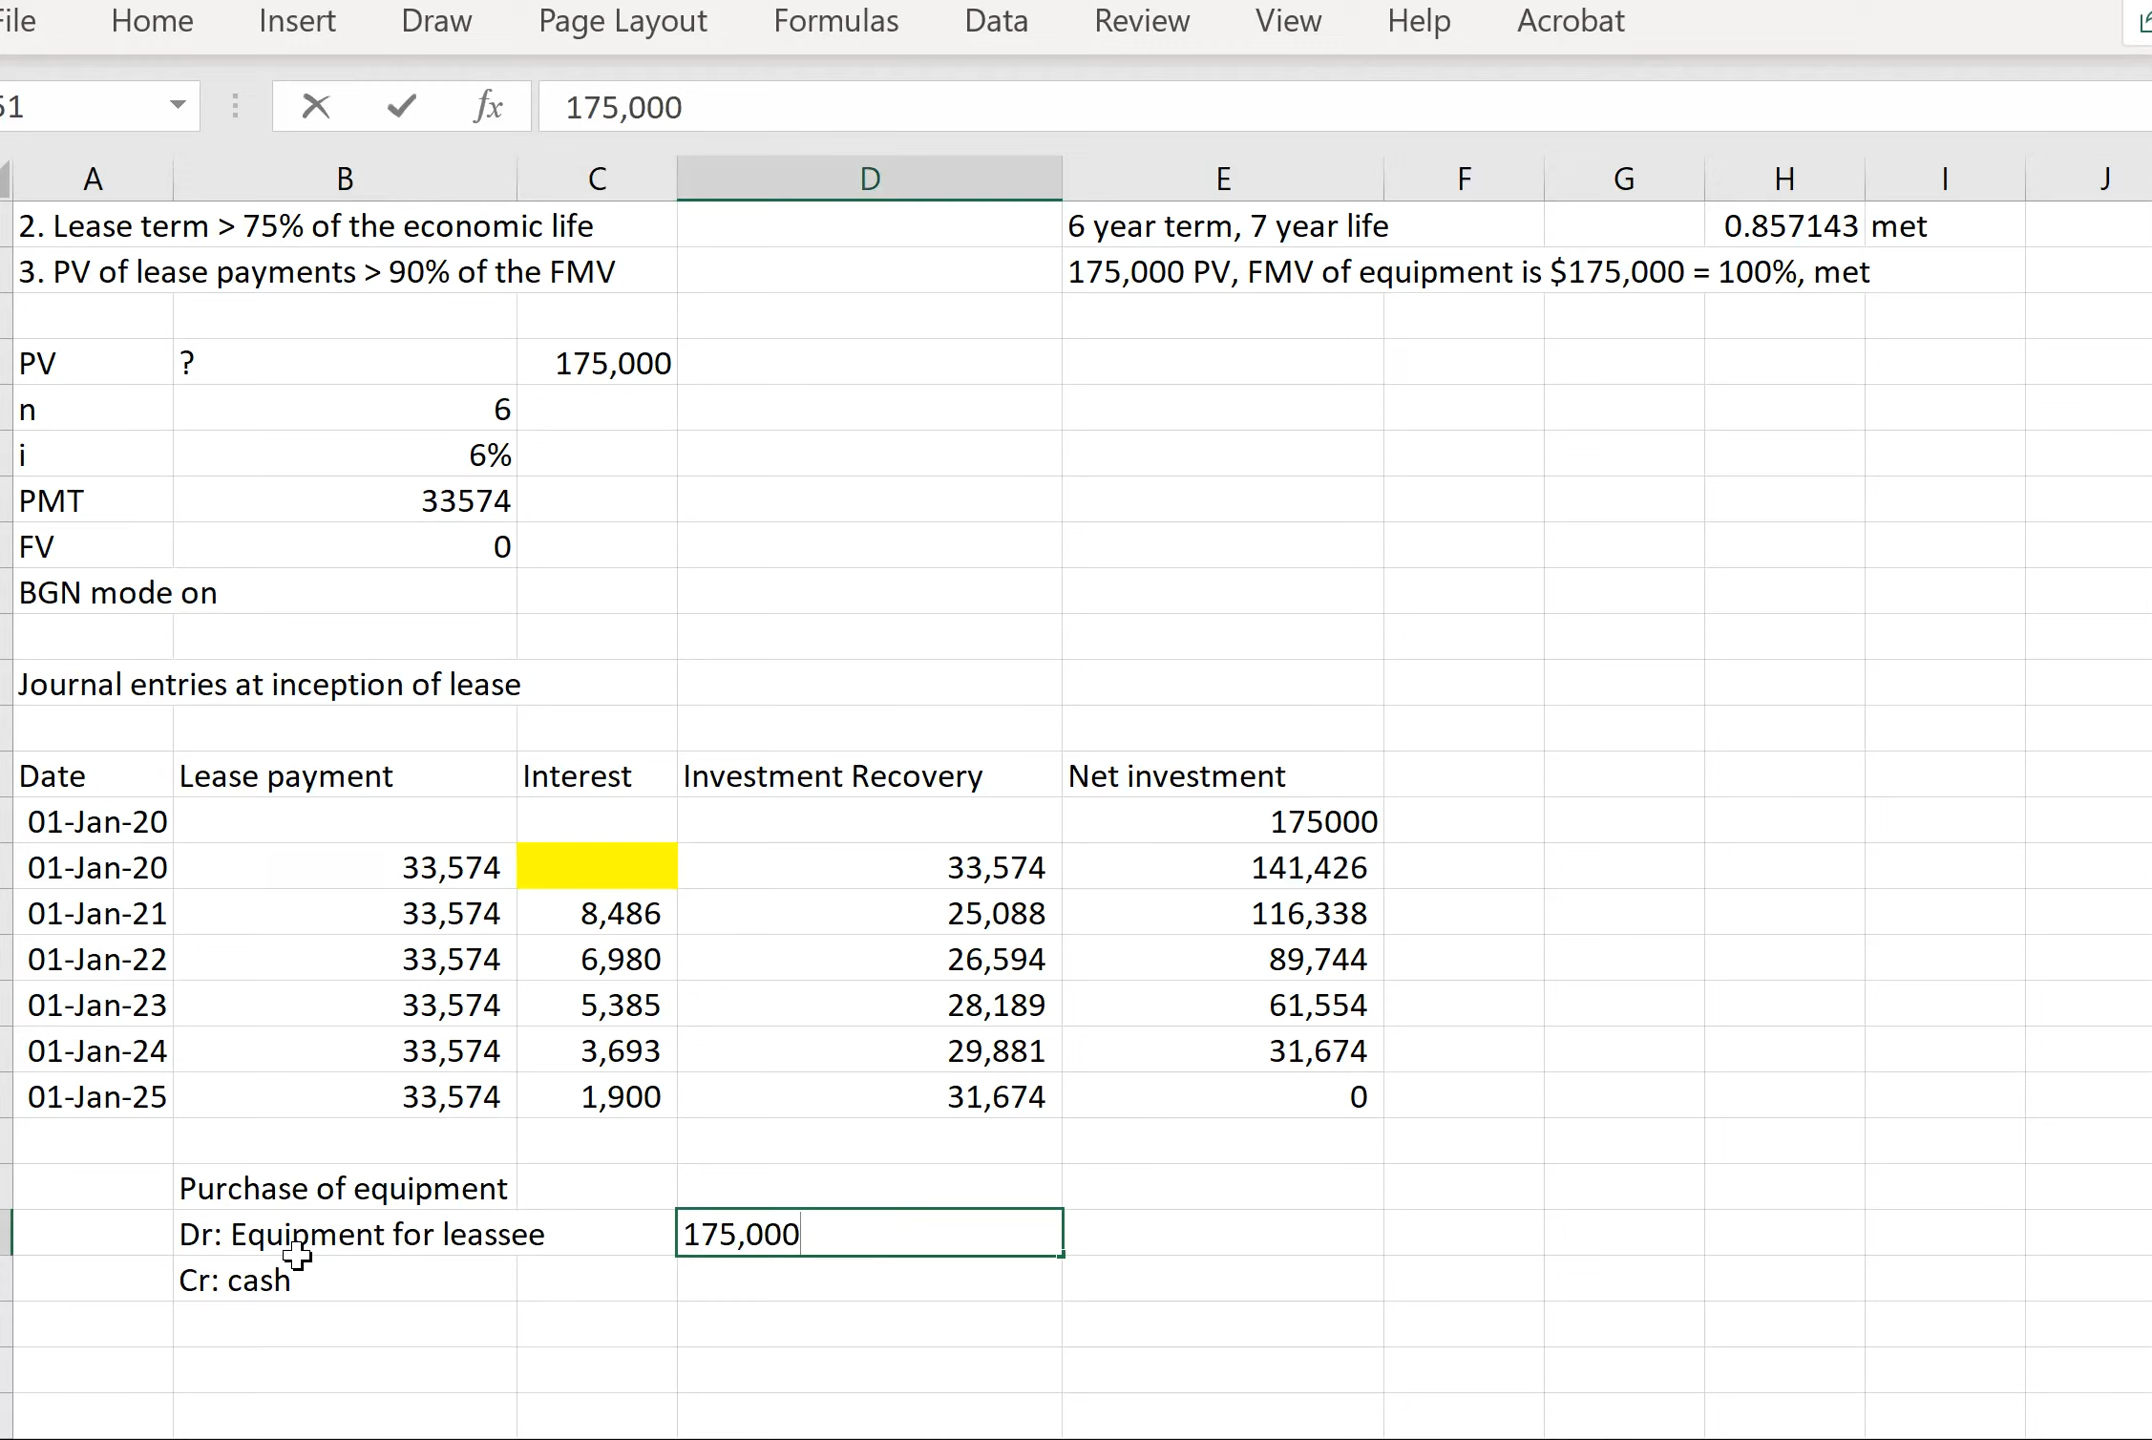 File Home Insert Draw Page Layout Formulas Data Review View Help Acrobat
51 fx 175,000
A B C D E F G H I J
2. Lease term > 75% of the economic life 6 year term, 7 year life 0.857143 met
3. PV of lease payments > 90% of the FMV 175,000 PV, FMV of equipment is $175,000 = 100%, met
PV ? 175,000
n 6
i 6%
PMT 33574
FV 0
BGN mode on
Journal entries at inception of lease
Date Lease payment Interest Investment Recovery Net investment
01-Jan-20 175000
01-Jan-20 33,574 33,574 141,426
01-Jan-21 33,574 8,486 25,088 116,338
01-Jan-22 33,574 6,980 26,594 89,744
01-Jan-23 33,574 5,385 28,189 61,554
01-Jan-24 33,574 3,693 29,881 31,674
01-Jan-25 33,574 1,900 31,674 0
Purchase of equipment
Dr: Equipment for leassee 175,000
Cr: cash